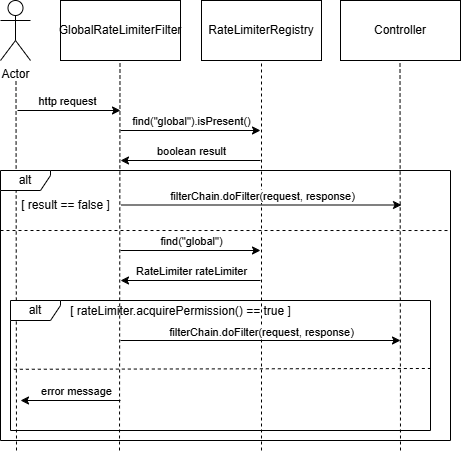 GlobalRateLimiterFilter
RateLimiterRegistry
Controller
Actor
http request
find("global").isPresent()
boolean result
alt
[ result == false ]
filterChain.doFilter(request, response)
find("global")
RateLimiter rateLimiter
alt
[ rateLimiter.acquirePermission() == true ]
filterChain.doFilter(request, response)
error message